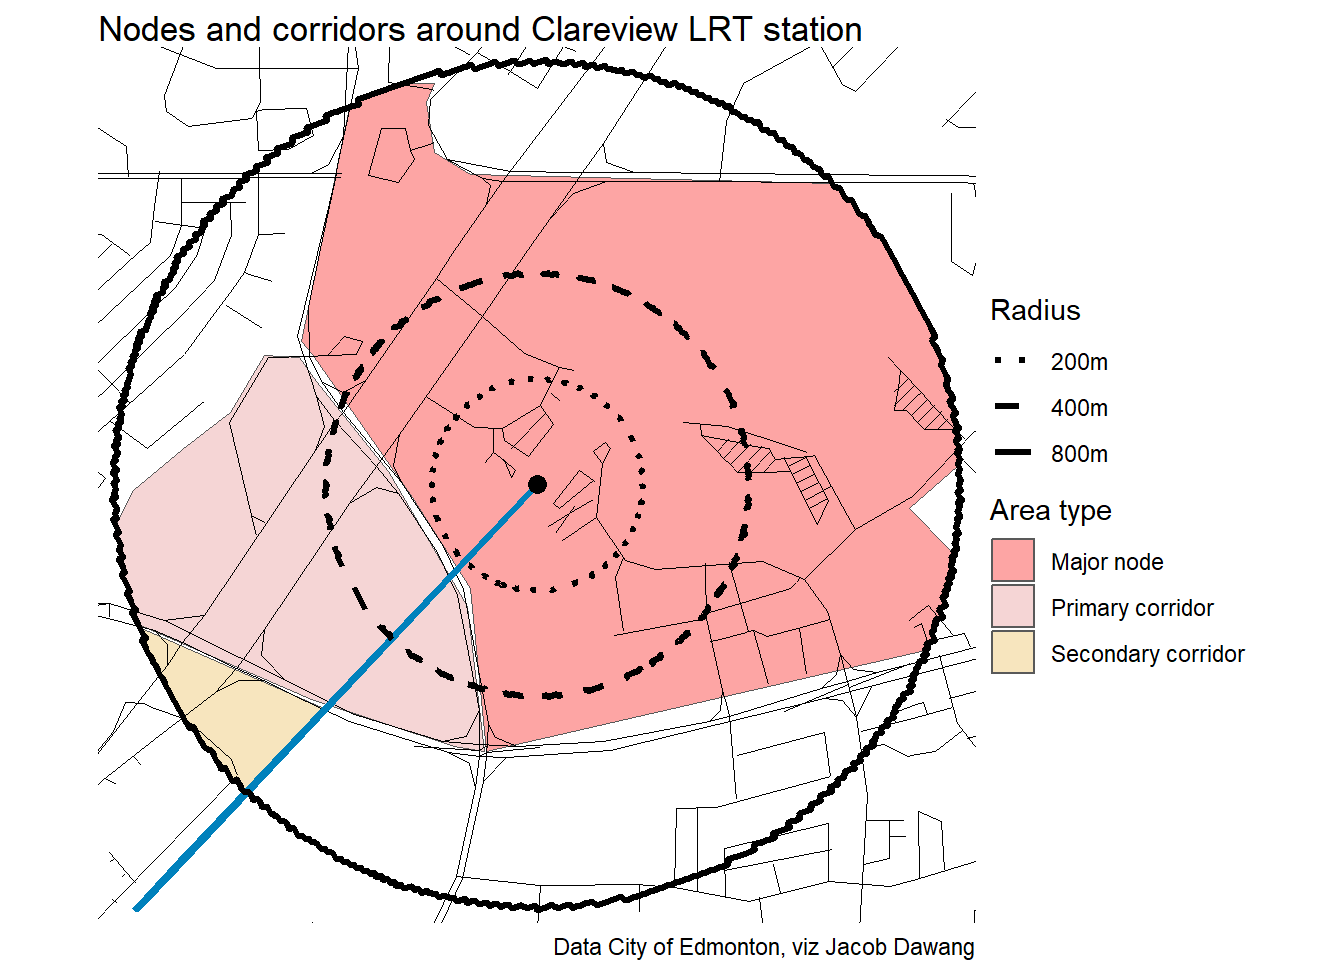 Nodes and corridors around Clareview LRT station
Radius
200m
400m
800m
Area type
Major node
Primary corridor
Secondary corridor
Data City of Edmonton, viz Jacob Dawang